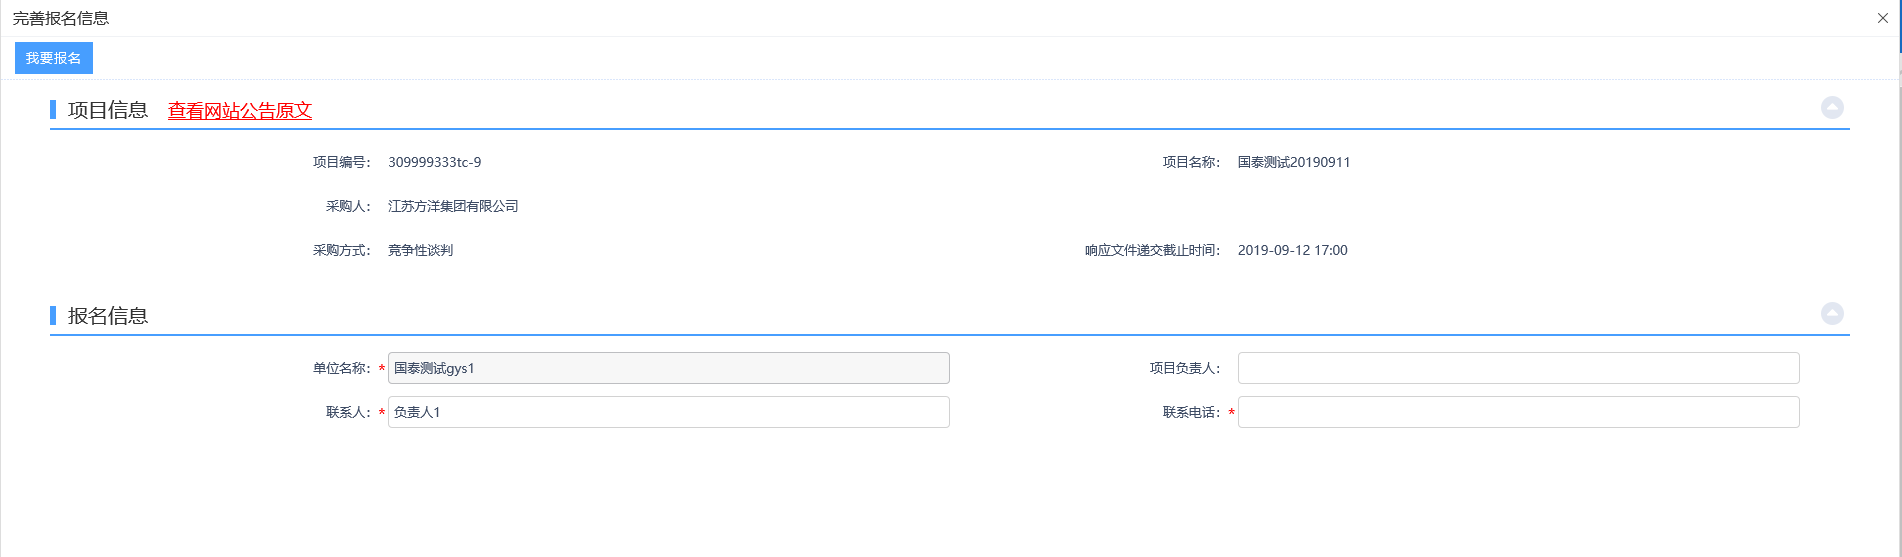 完善报名信息
我要报名
项目信息 查看网站公告原文
项目编号： 309999333tc-9 项目名称： 国泰测试20190911
采购人： 江苏方洋集团有限公司
采购方式： 竞争性谈判 响应文件递交截止时间： 2019-09-12 17:00
报名信息
单位名称：* 国泰测试gys1 项目负责人：
联系人：* 负责人1 联系电话：*